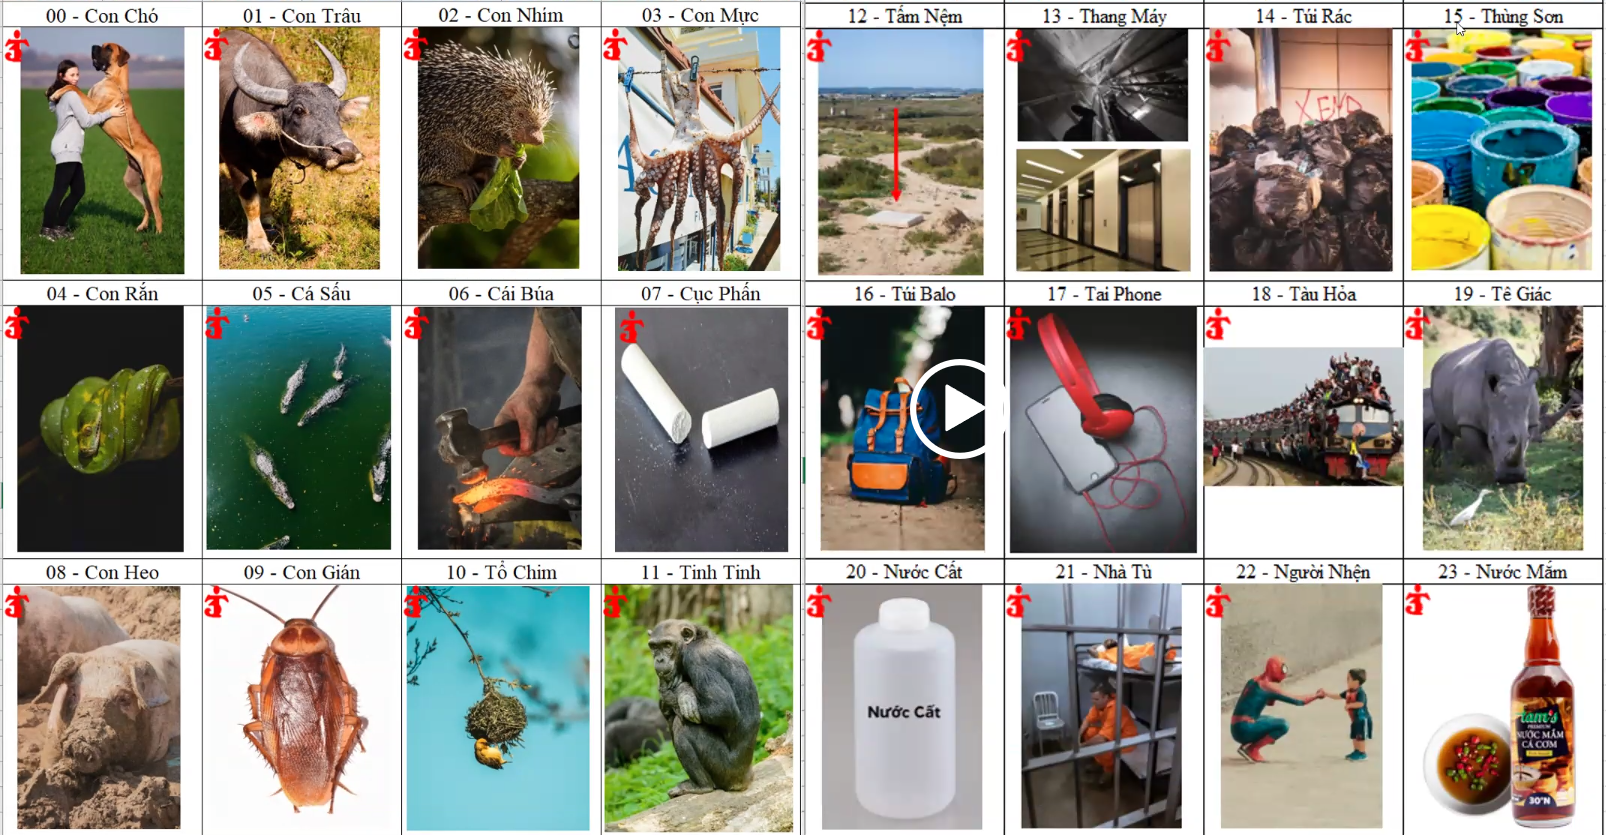 00 - Con Chó
01 - Con Trâu
02 - Con Nhím
03 - Con Mực
12 - Tấm Nệm
13 - Thang Máy
14 - Túi Rác
15 - Thùng Sơn
X END
04 - Con Rắn
05 - Cá Sấu
06 - Cái Búa
07 - Cục Phấn
16 - Túi Balo
17 - Tai Phone
18 - Tàu Hỏa
19 - Tê Giác
08 - Con Heo
09 - Con Gián
10 - Tổ Chim
11 - Tinh Tinh
20 - Nước Cất
21 - Nhà Tù
22 - Người Nhện
23 - Nước Mắm
Nước Cất
tam's
PREMIUM
NƯỚC MẮM
CÁ CƠM
30°N